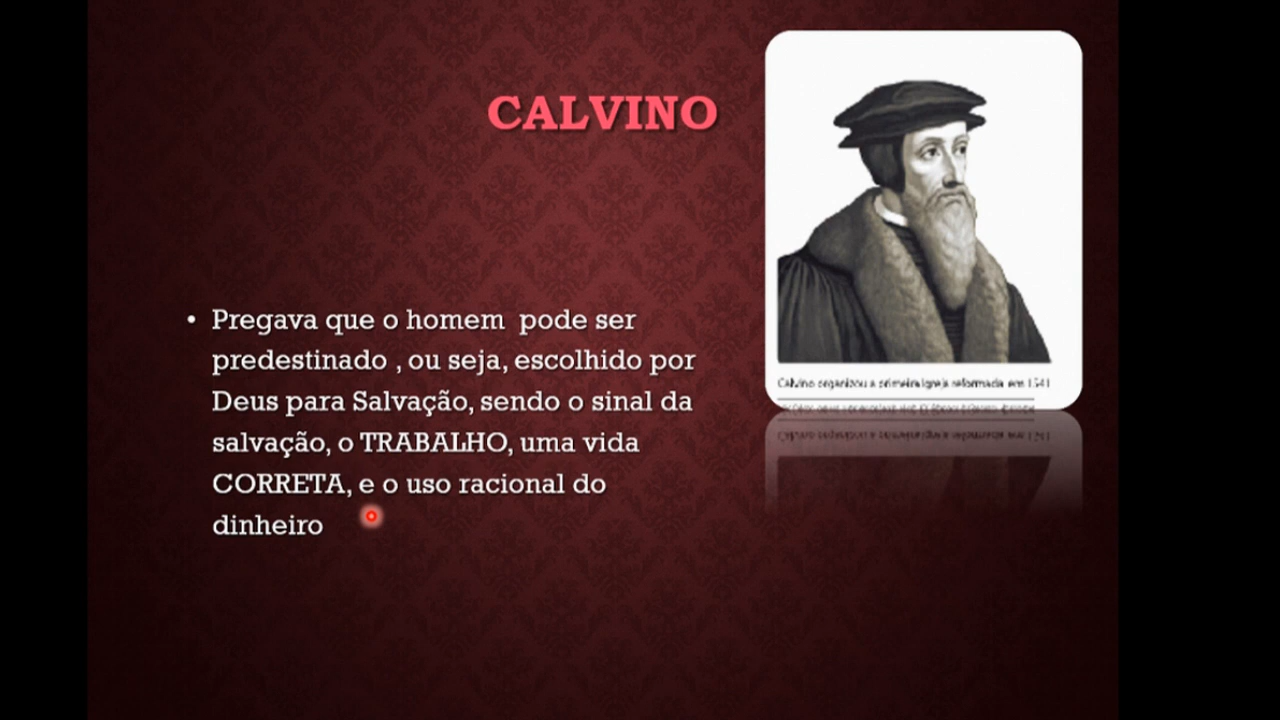 CALVINO
• Pregava que o homem pode ser
predestinado , ou seja, escolhido por
Deus para Salvação, sendo o sinal da
salvação, o TRABALHO, uma vida
CORRETA, e o uso racional do
dinheiro
Calvino organizou a primeira igreja reformada em 1541